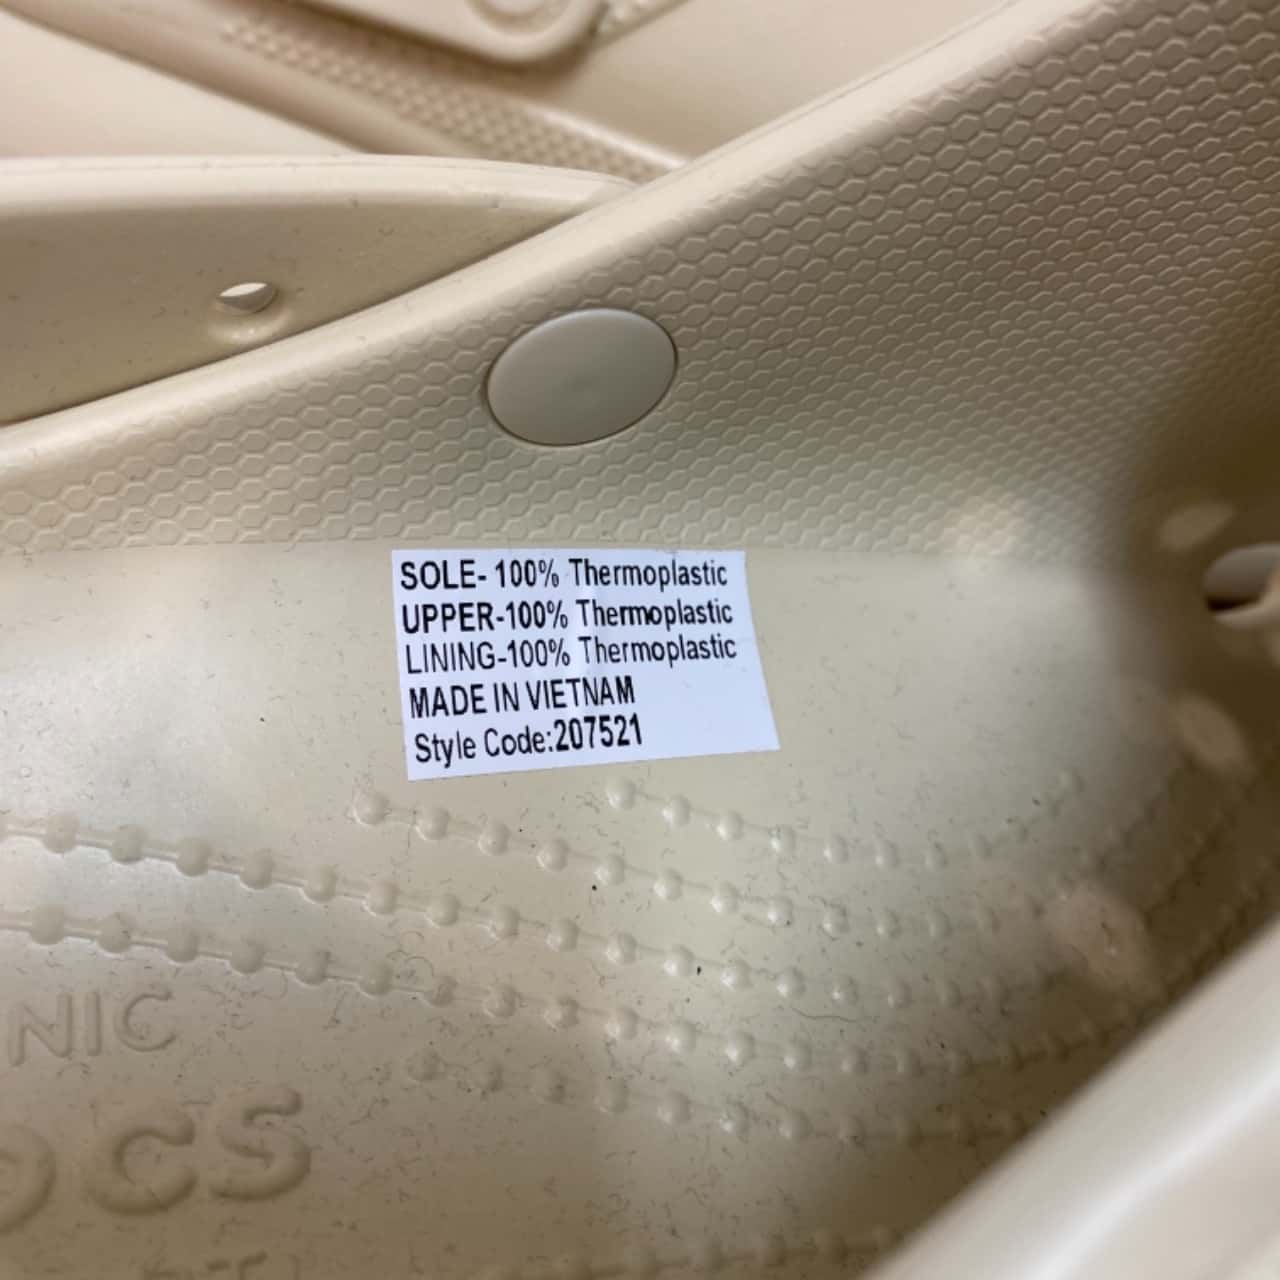 SOLE- 100% Thermoplastic
UPPER-100% Thermoplastic
LINING-100% Thermoplastic
MADE IN VIETNAM
Style Code:207521
NIC
OCS